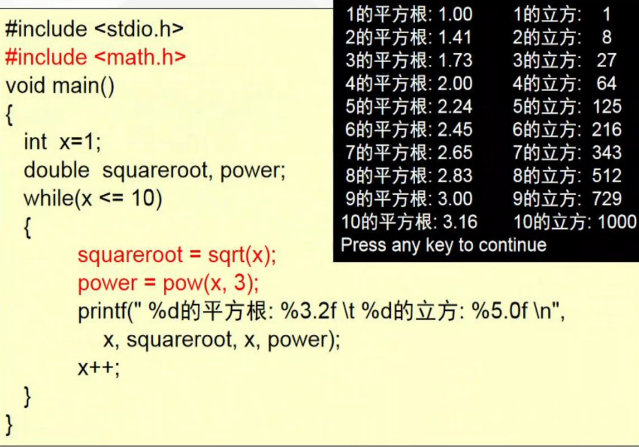 #include <stdio.h>
#include <math.h>
void main()
{
int x=1;
double squareroot, power;
while(x <= 10)
{
squareroot = sqrt(x);
power = pow(x, 3);
printf(" %d的平方根: %3.2f \t %d的立方: %5.0f \n",
x, squareroot, x, power);
x++;
}
}
1的平方根: 1.00 1的立方: 1
2的平方根: 1.41 2的立方: 8
3的平方根: 1.73 3的立方: 27
4的平方根: 2.00 4的立方: 64
5的平方根: 2.24 5的立方: 125
6的平方根: 2.45 6的立方: 216
7的平方根: 2.65 7的立方: 343
8的平方根: 2.83 8的立方: 512
9的平方根: 3.00 9的立方: 729
10的平方根: 3.16 10的立方: 1000
Press any key to continue